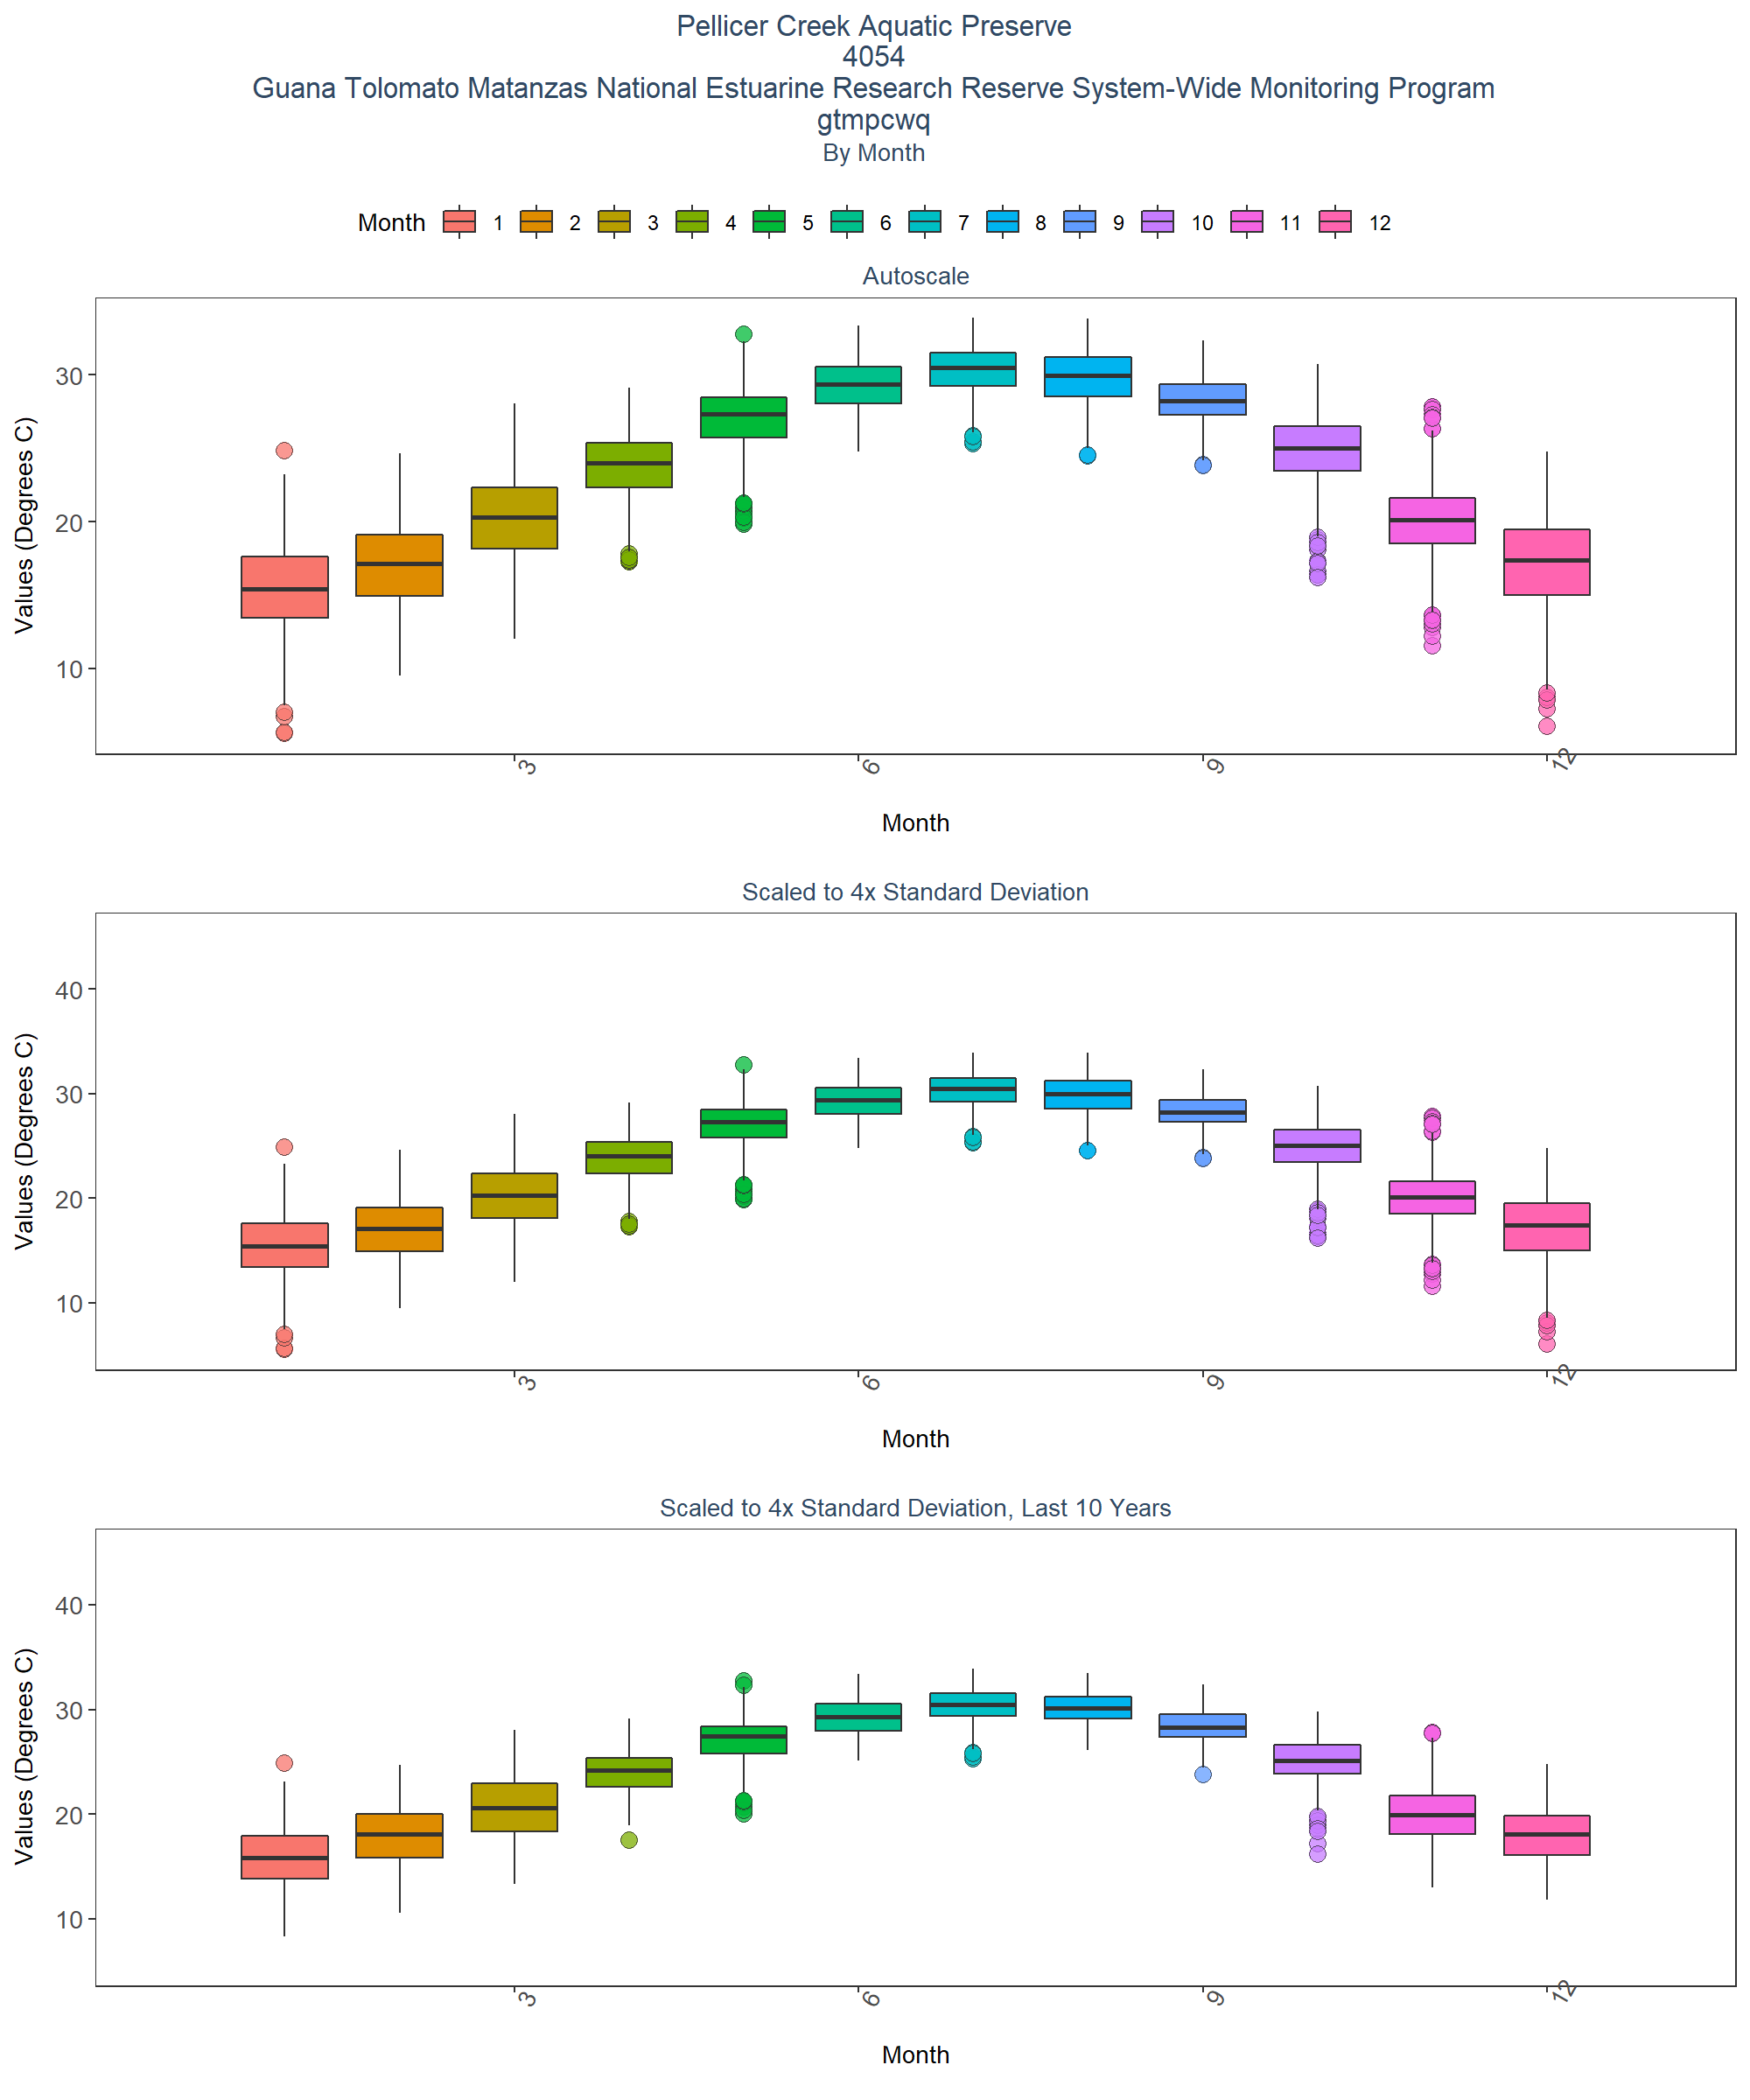 Pellicer Creek Aquatic Preserve
4054
Guana Tolomato Matanzas National Estuarine Research Reserve System-Wide Monitoring Program
gtmpcwq
By Month
Month 1 2 3 4 5 6 7 8 9 10 11 12
Autoscale
Values (Degrees C)
30
20
10
3 6 9 12
Month
Scaled to 4x Standard Deviation
Values (Degrees C)
40
30
20
10
3 6 9 12
Month
Scaled to 4x Standard Deviation, Last 10 Years
Values (Degrees C)
40
30
20
10
3 6 9 12
Month